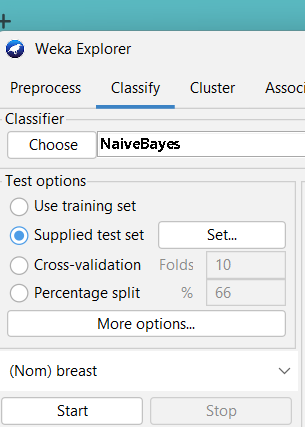 Weka Explorer
Preprocess Classify Cluster Associ
Classifier
Choose NaiveBayes
Test options
Use training set
Supplied test set Set...
Cross-validation Folds 10
Percentage split % 66
More options...
(Nom) breast
Start Stop